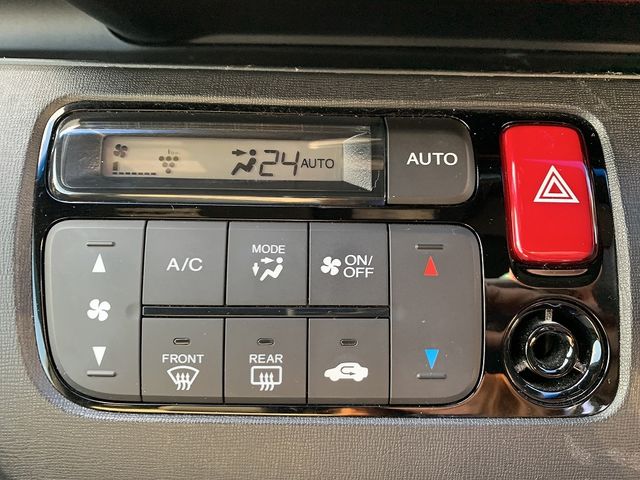 24 AUTO
AUTO
A/C
MODE
ON/
OFF
FRONT
REAR